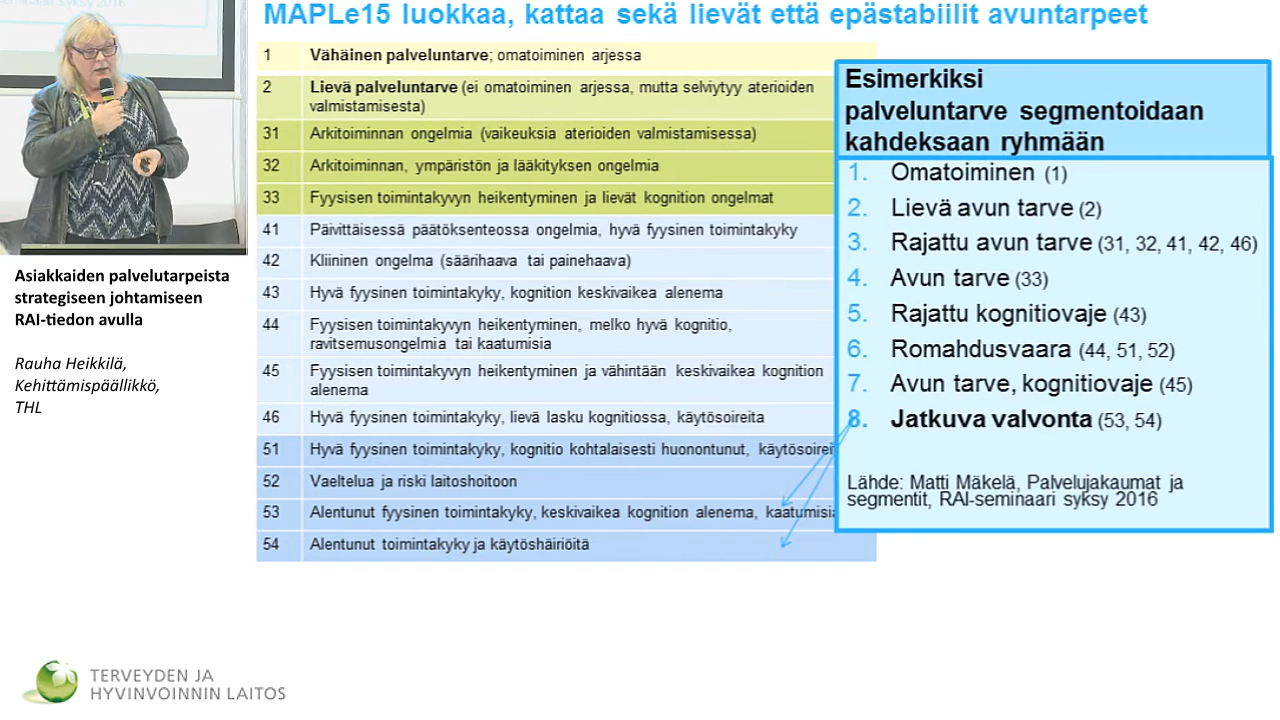 syksy 2016
MAPLe15 luokkaa, kattaa sekä lievät että epästabiilit avuntarpeet
1 Vähäinen palveluntarve; omatoiminen arjessa
2 Lievä palveluntarve (ei omatoiminen arjessa, mutta selviytyy aterioiden
valmistamisesta)
31 Arkitoiminnan ongelmia (vaikeuksia aterioiden valmistamisessa)
32 Arkitoiminnan, ympäristön ja lääkityksen ongelmia
33 Fyysisen toimintakyvyn heikentyminen ja lievät kognition ongelmat
41 Päivittäisessä päätöksenteossa ongelmia, hyvä fyysinen toimintakyky
42 Kliininen ongelma (säärihaava tai painehaava)
43 Hyvä fyysinen toimintakyky, kognition keskivaikea alenema
44 Fyysisen toimintakyvyn heikentyminen, melko hyvä kognitio,
ravitsemusongelmia tai kaatumisia
45 Fyysisen toimintakyvyn heikentyminen ja vähintään keskivaikea kognition
alenema
46 Hyvä fyysinen toimintakyky, lievä lasku kognitiossa, käytösoireita
51 Hyvä fyysinen toimintakyky, kognitio kohtalaisesti huonontunut, käytösoirei
52 Vaeltelua ja riski laitoshoitoon
53 Alentunut fyysinen toimintakyky, keskivaikea kognition alenema, kaatumisia
54 Alentunut toimintakyky ja käytöshäiriöitä
Esimerkiksi
palveluntarve segmentoidaan
kahdeksaan ryhmään
1. Omatoiminen (1)
2. Lievä avun tarve (2)
3. Rajattu avun tarve (31, 32, 41, 42, 46)
4. Avun tarve (33)
5. Rajattu kognitiovaje (43)
6. Romahdusvaara (44, 51, 52)
7. Avun tarve, kognitiovaje (45)
8. Jatkuva valvonta (53, 54)
Lähde: Matti Mäkelä, Palvelujakaumat ja
segmentit, RAI-seminaari syksy 2016
Asiakkaiden palvelutarpeista
strategiseen johtamiseen
RAI-tiedon avulla
Rauha Heikkilä,
Kehittämispäällikkö,
THL
TERVEYDEN JA
HYVINVOINNIN LAITOS